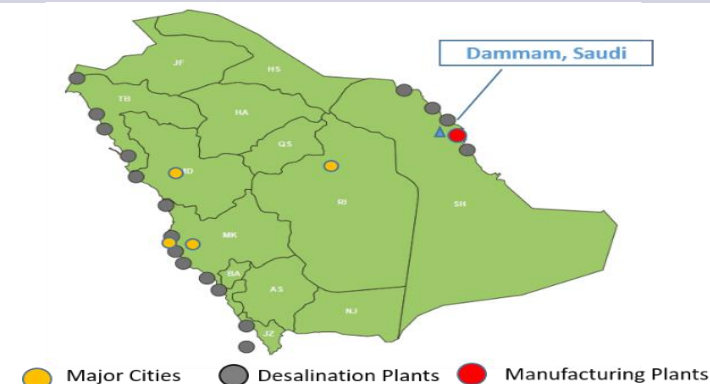 Dammam, Saudi
JF
HS
TB
HA
QS
MD
RI
SH
MK
BA
AS
NJ
JZ
Major Cities
Desalination Plants
Manufacturing Plants